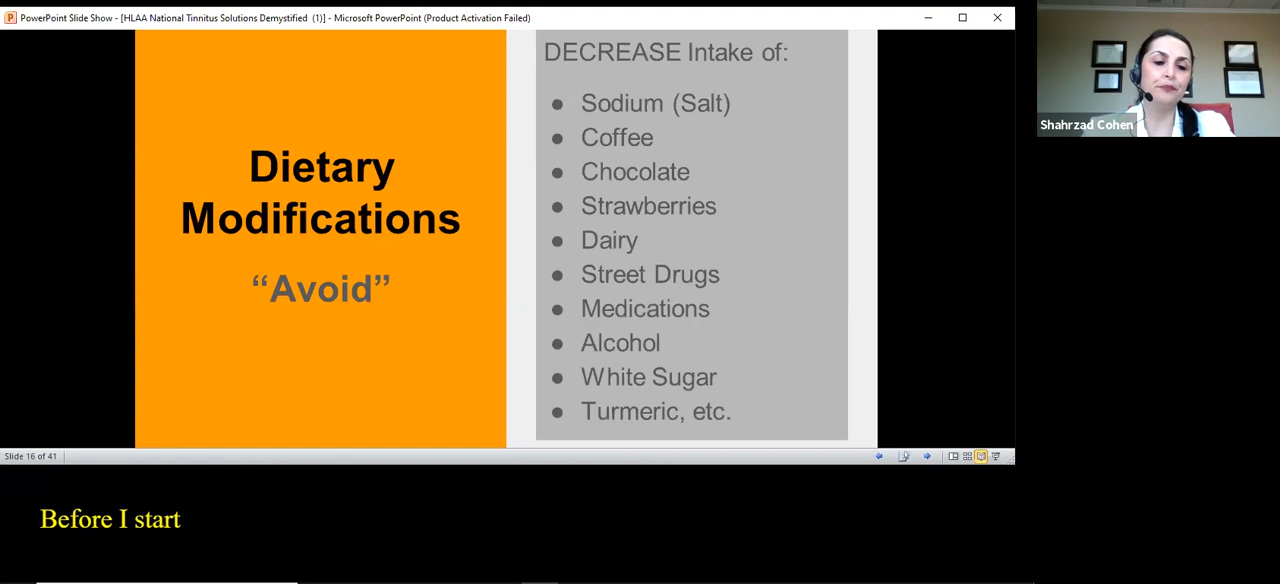 PowerPoint Slide Show - [HLAA National Tinnitus Solutions Demystified (1)] - Microsoft PowerPoint (Product Activation Failed)
Dietary
Modifications
“Avoid”
DECREASE Intake of:
● Sodium (Salt)
● Coffee
● Chocolate
● Strawberries
● Dairy
● Street Drugs
● Medications
● Alcohol
● White Sugar
● Turmeric, etc.
Shahrzad Cohen
Slide 16 of 41
Before I start